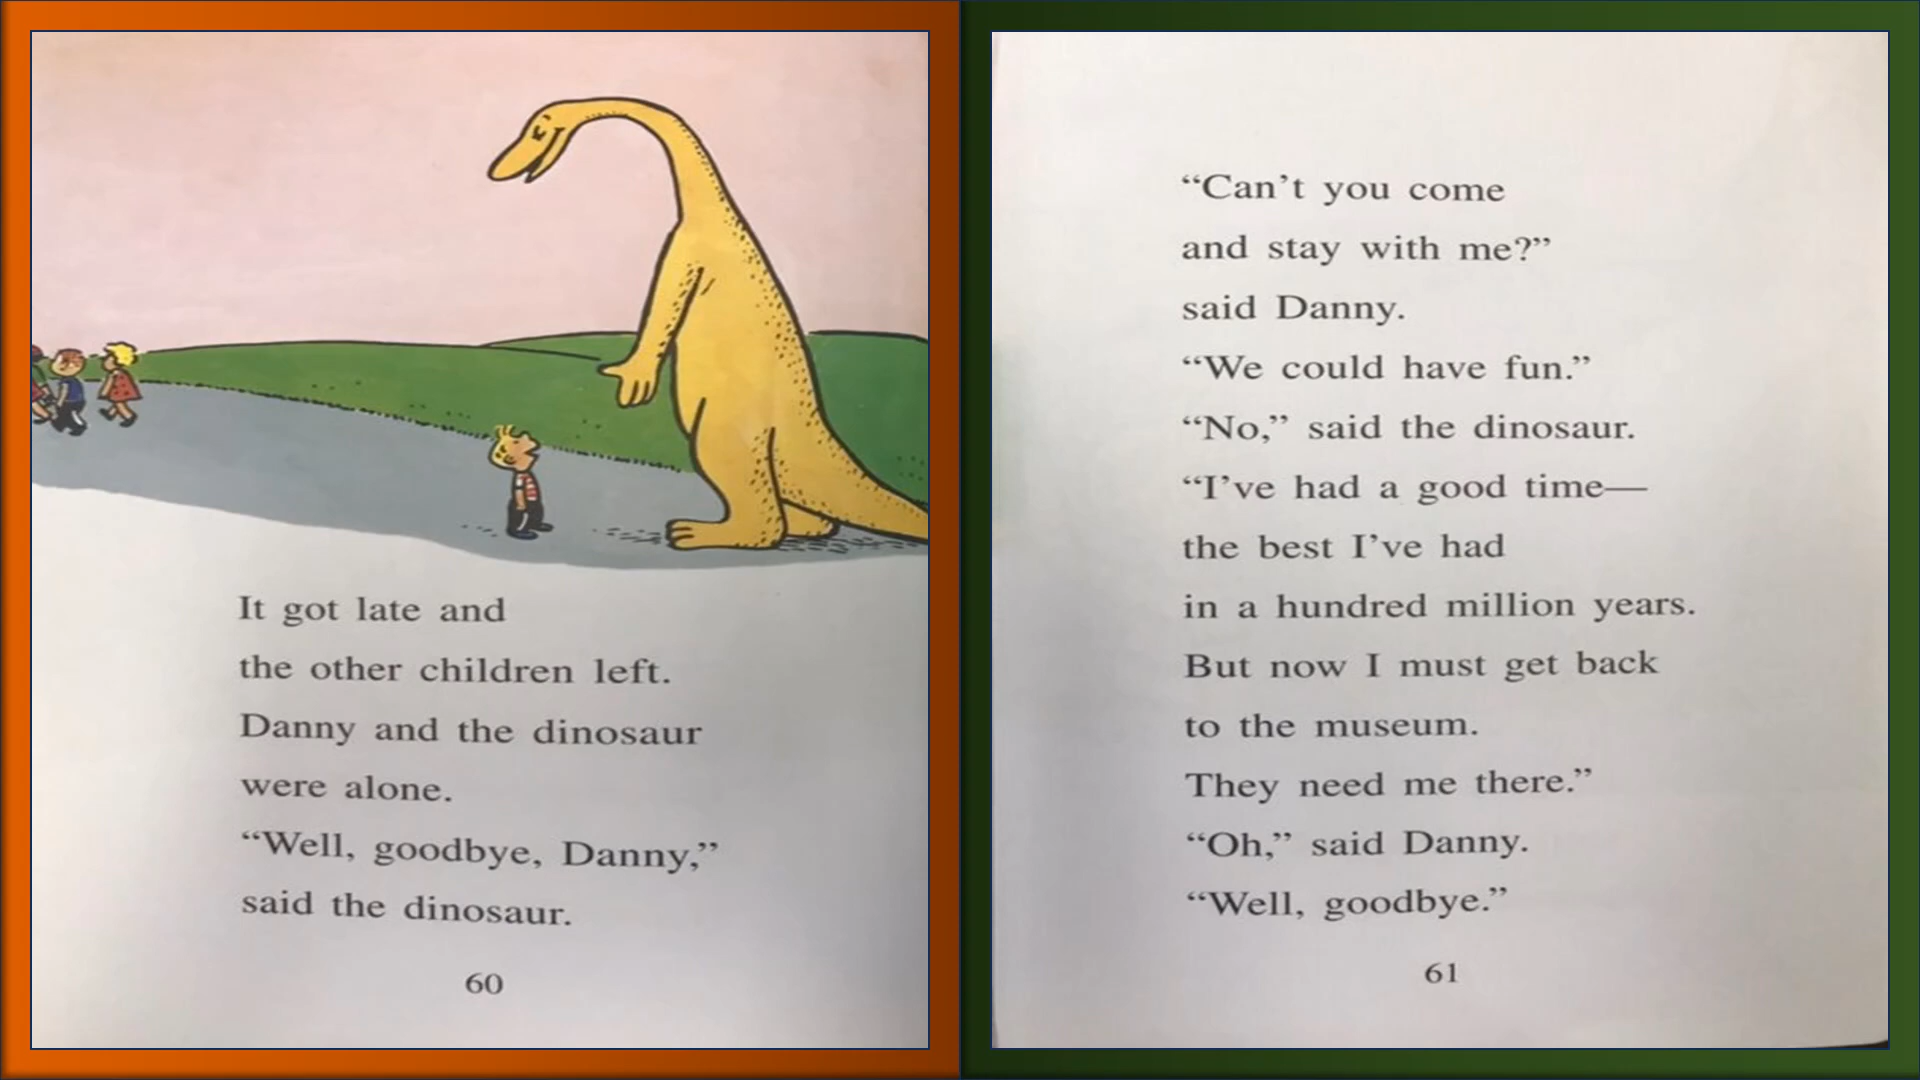 It got late and
the other children left.
Danny and the dinosaur
were alone.
“Well, goodbye, Danny,”
said the dinosaur.
60
“Can’t you come
and stay with me?”
said Danny.
“We could have fun.”
“No,” said the dinosaur.
“I’ve had a good time—
the best I’ve had
in a hundred million years.
But now I must get back
to the museum.
They need me there.”
“Oh,” said Danny.
“Well, goodbye.”
61